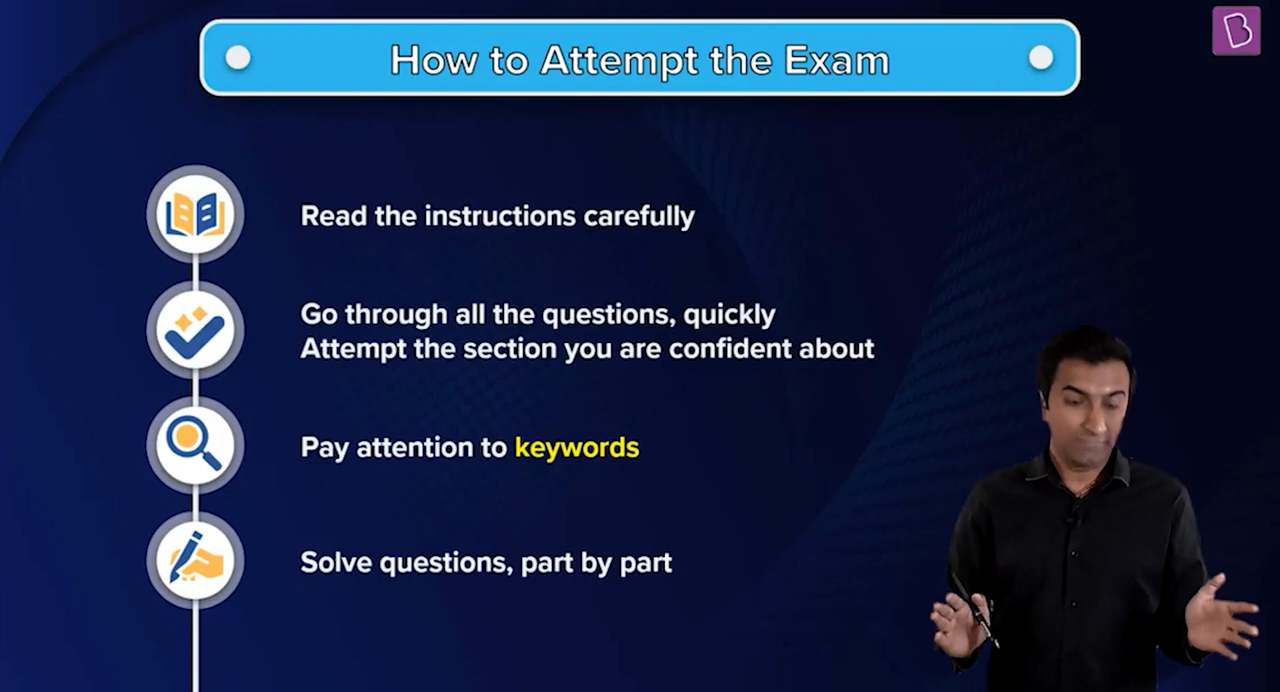 How to Attempt the Exam
Read the instructions carefully
Go through all the questions, quickly
Attempt the section you are confident about
Pay attention to keywords
Solve questions, part by part